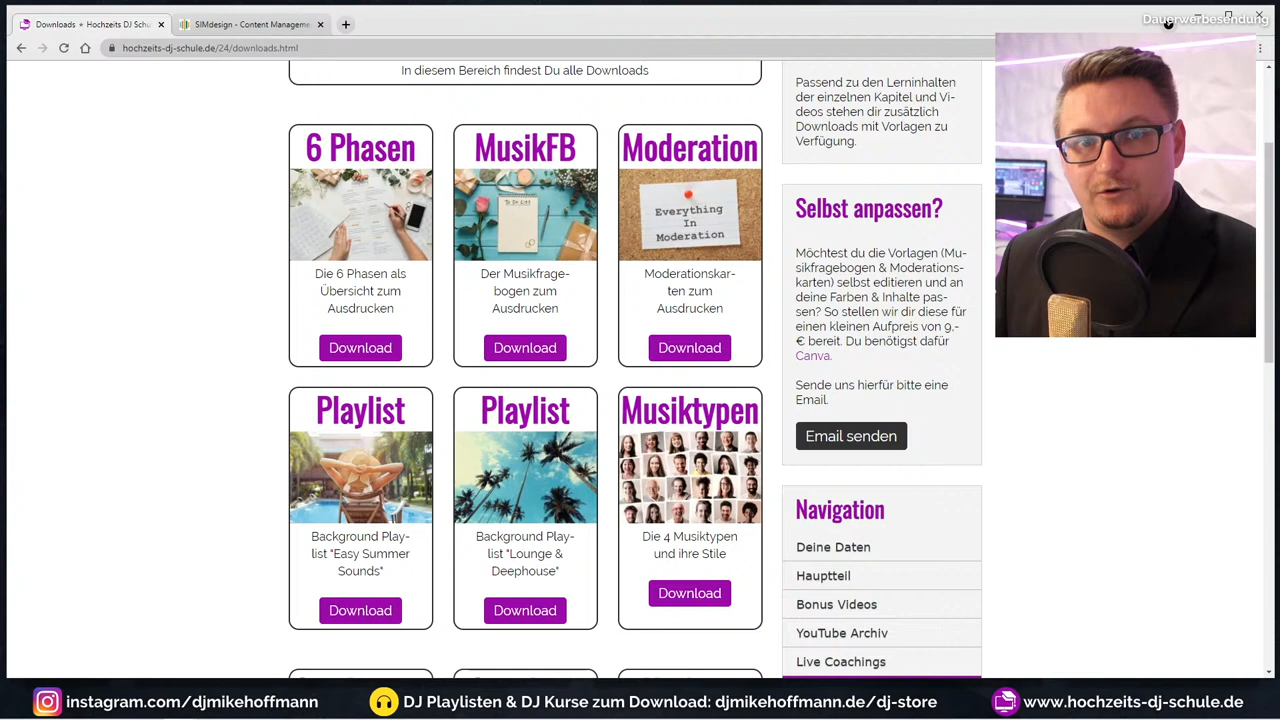 Downloads ★ Hochzeits DJ Schu
SIMdesign - Content Manageme
Dauerwerbesendung
hochzeits-dj-schule.de/24/downloads.html
In diesem Bereich findest Du alle Downloads
6 Phasen
Die 6 Phasen als
Übersicht zum
Ausdrucken
Download
MusikFB
To Do List
Der Musikfrage-
bogen zum
Ausdrucken
Download
Moderation
Everything
In
Moderation
Moderationskar-
ten zum
Ausdrucken
Download
Playlist
Background Play-
list "Easy Summer
Sounds"
Download
Playlist
Background Play-
list "Lounge &
Deephouse"
Download
Musiktypen
Die 4 Musiktypen
und ihre Stile
Download
Passend zu den Lerninhalten
der einzelnen Kapitel und Vi-
deos stehen dir zusätzlich
Downloads mit Vorlagen zu
Verfügung.
Selbst anpassen?
Möchtest du die Vorlagen (Mu-
sikfragebogen & Moderations-
karten) selbst editieren und an
deine Farben & Inhalte pas-
sen? So stellen wir dir diese für
einen kleinen Aufpreis von 9,-
€ bereit. Du benötigst dafür
Canva.
Sende uns hierfür bitte eine
Email.
Email senden
Navigation
Deine Daten
Hauptteil
Bonus Videos
YouTube Archiv
Live Coachings
instagram.com/djmikehoffmann
DJ Playlisten & DJ Kurse zum Download: djmikehoffmann.de/dj-store
www.hochzeits-dj-schule.de